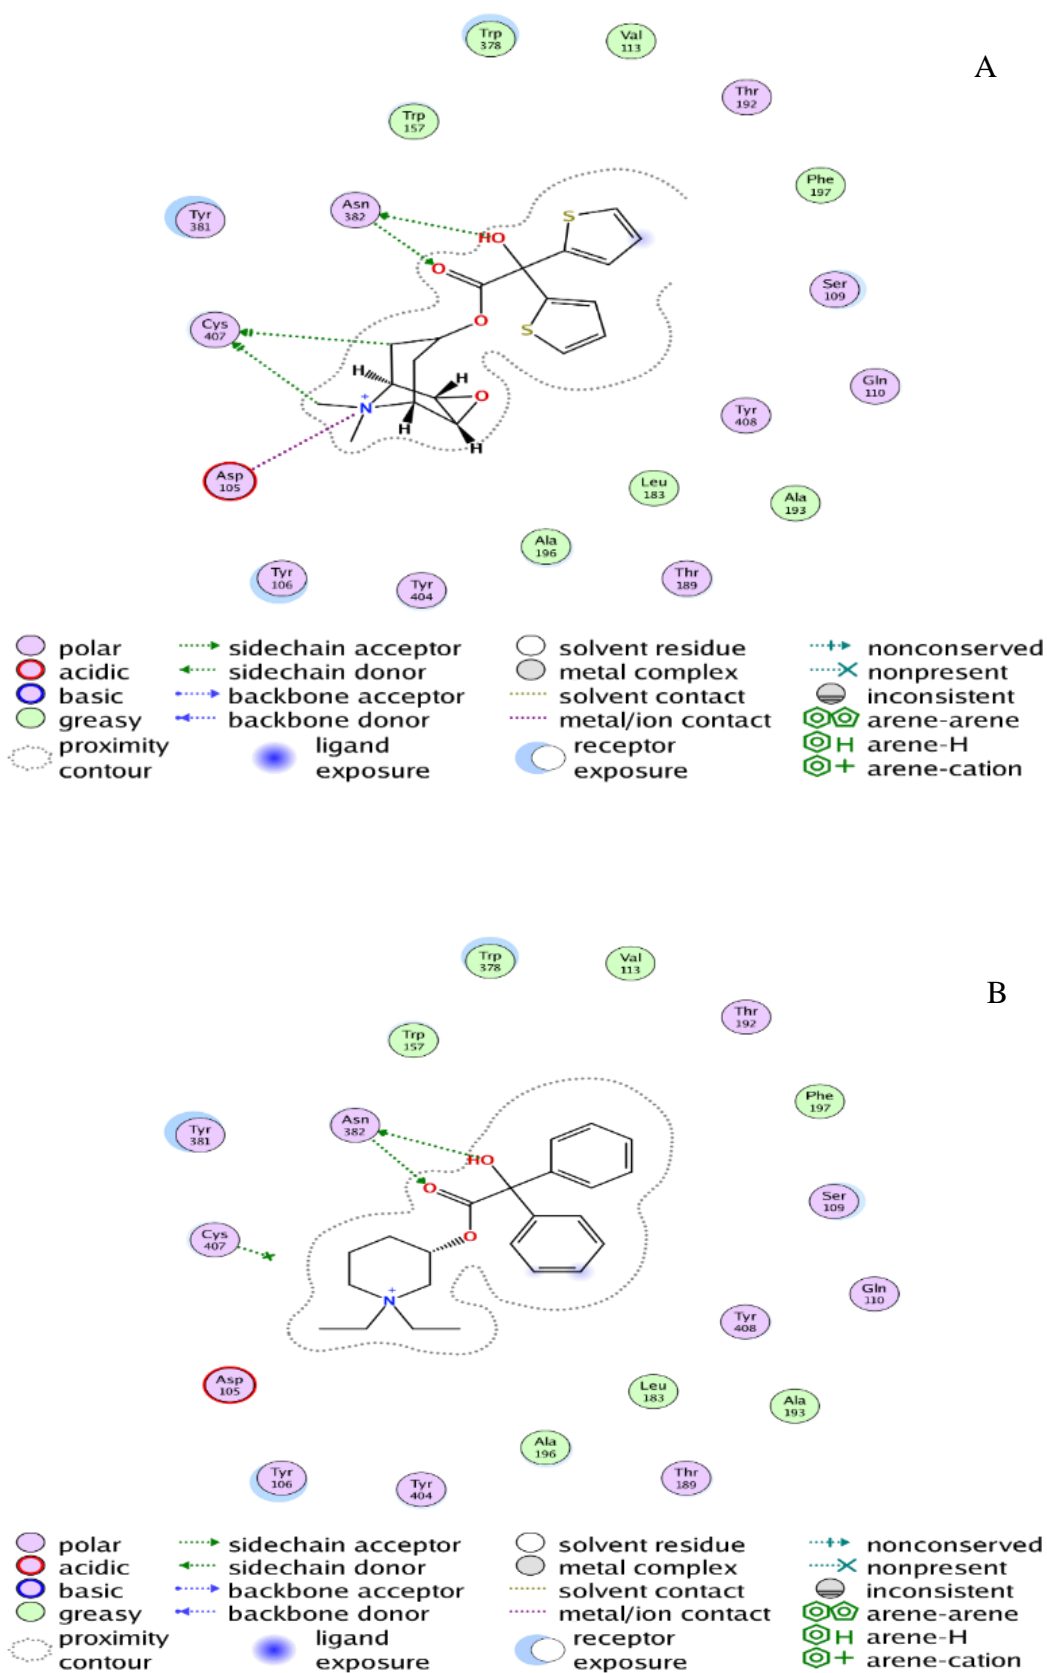 Trp
378
Val
113
A
Thr
192
Trp
157
Phe
197
Asn
382
Tyr
381
S
HO
O
Ser
109
O
S
Cys
407
H
H
Gln
110
O
N
+
Tyr
408
H
H
Asp
105
Leu
183
Ala
193
Ala
196
Tyr
106
Tyr
404
Thr
189
polar sidechain acceptor solvent residue nonconserved
acidic sidechain donor metal complex nonpresent
basic backbone acceptor solvent contact inconsistent
greasy backbone donor metal/ion contact arene-arene
proximity ligand receptor H arene-H
contour exposure exposure + arene-cation
Trp
378
Val
113
B
Thr
192
Trp
157
Phe
197
Asn
382
Tyr
381
HO
O
Ser
109
O
Cys
407
Gln
110
N
+
Tyr
408
Asp
105
Leu
183
Ala
193
Ala
196
Tyr
106
Tyr
404
Thr
189
polar sidechain acceptor solvent residue nonconserved
acidic sidechain donor metal complex nonpresent
basic backbone acceptor solvent contact inconsistent
greasy backbone donor metal/ion contact arene-arene
proximity ligand receptor H arene-H
contour exposure exposure + arene-cation